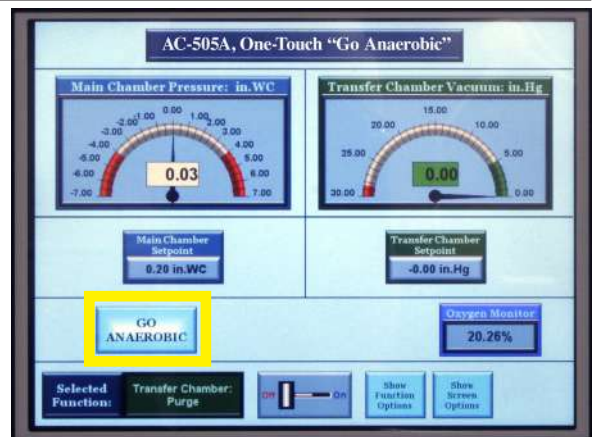 AC-505A, One-Touch “Go Anaerobic”
Main Chamber Pressure: in.WC
-7.00
-6.00
-5.00
-4.00
-3.00
-2.00
-1.00
0.00
1.00
2.00
3.00
4.00
5.00
6.00
7.00
0.03
Transfer Chamber Vacuum: in.Hg
30.00
25.00
20.00
15.00
10.00
5.00
0.00
0.00
Main Chamber
Setpoint
0.20 in.WC
Transfer Chamber
Setpoint
-0.00 in.Hg
GO
ANAEROBIC
Oxygen Monitor
20.26%
Selected
Function:
Transfer Chamber:
Purge
Off
On
Show
Function
Options
Show
Screen
Options